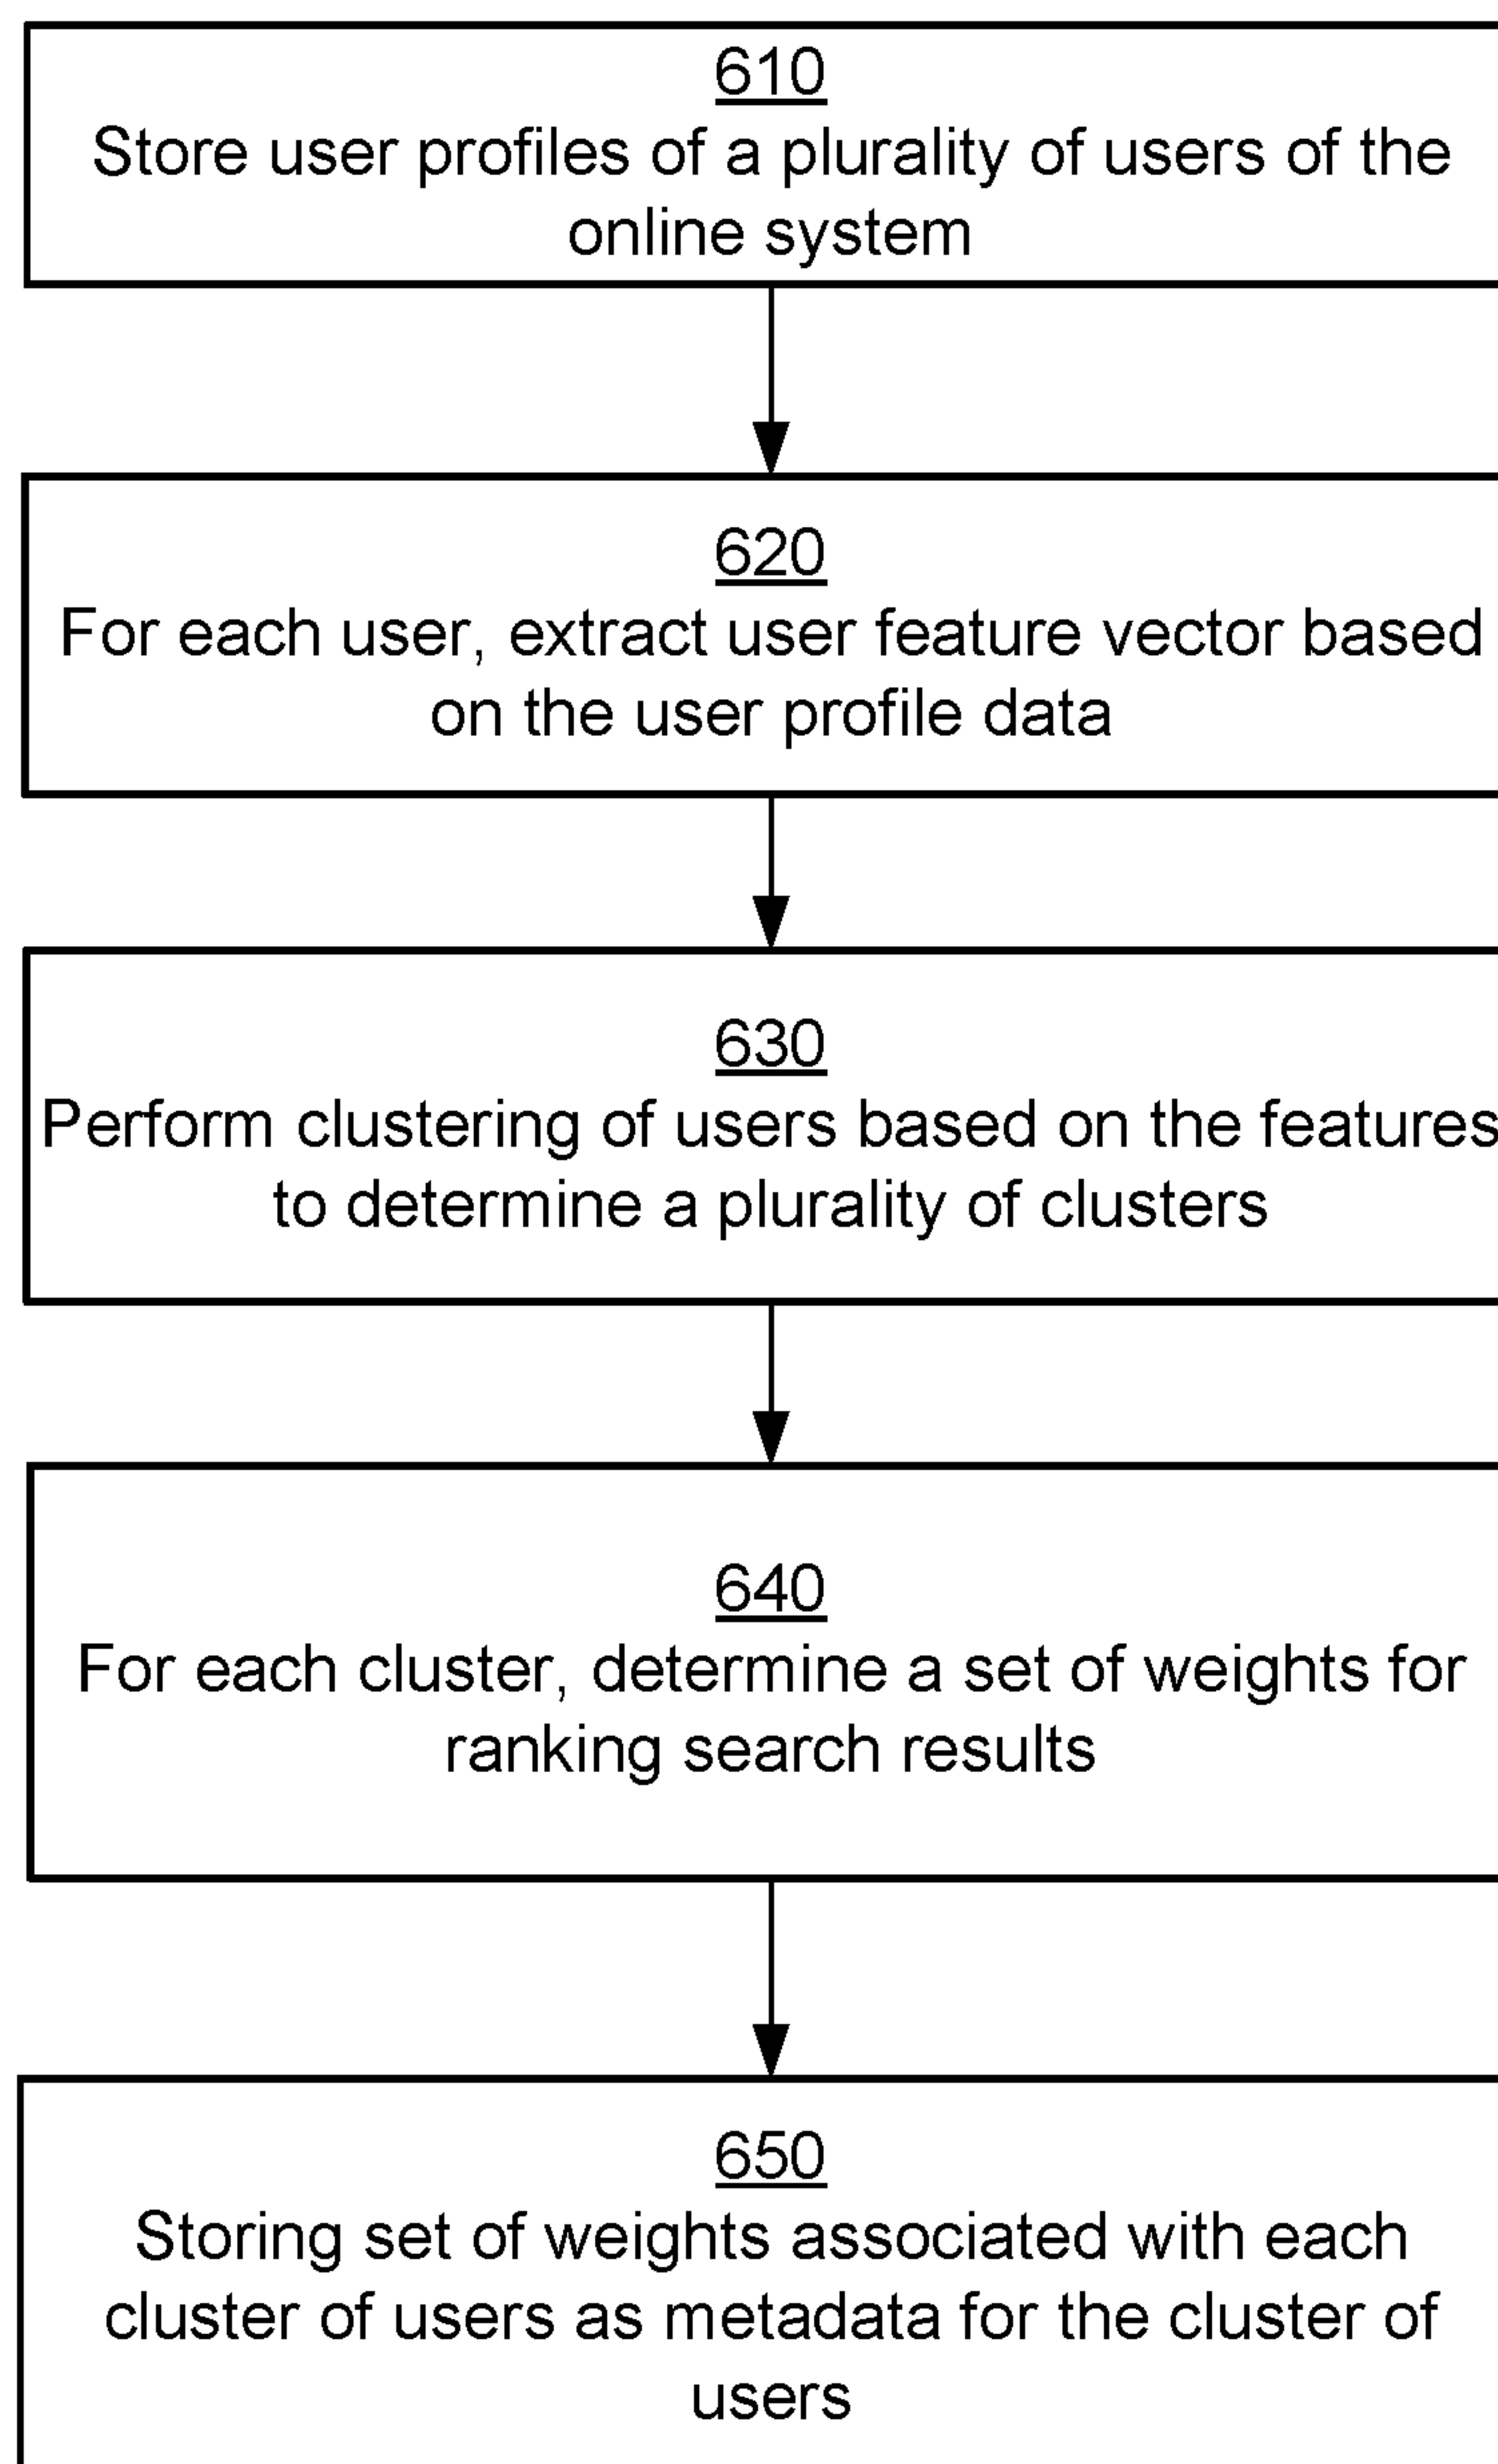 610
Store user profiles of a plurality of users of the
online system
620
For each user, extract user feature vector based
on the user profile data
630
Perform clustering of users based on the features
to determine a plurality of clusters
640
For each cluster, determine a set of weights for
ranking search results
650
Storing set of weights associated with each
cluster of users as metadata for the cluster of
users